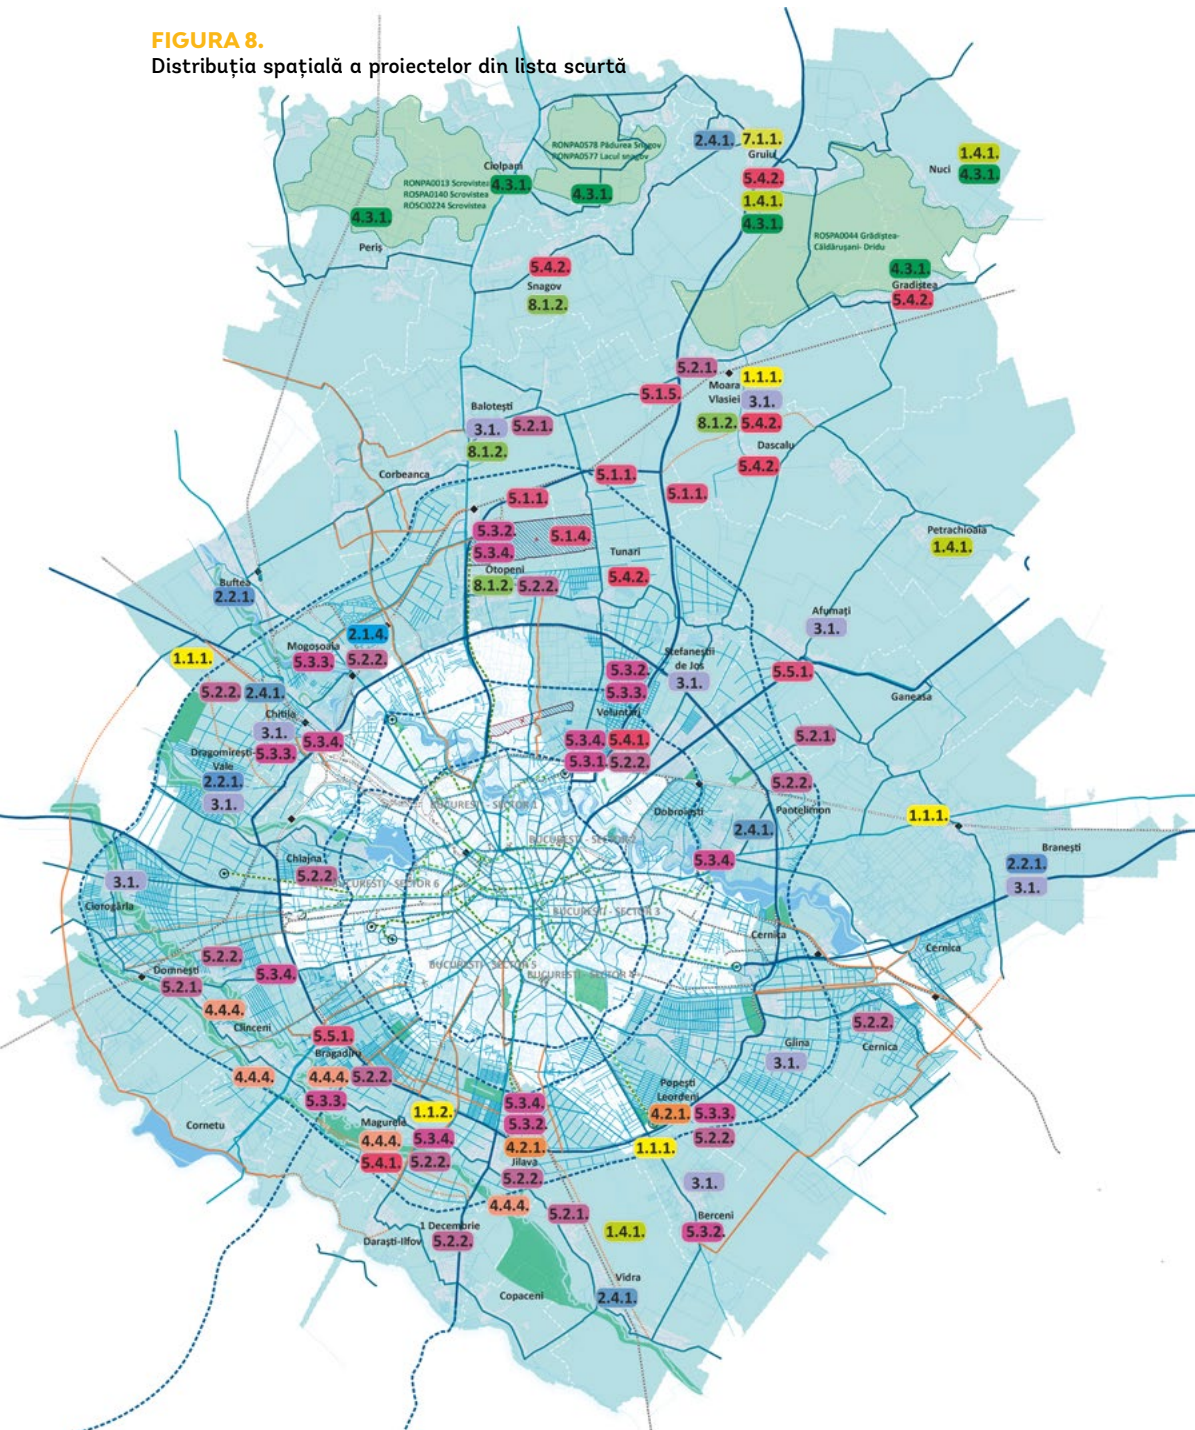 FIGURA 8.
Distribuția spațială a proiectelor din lista scurtă
2.4.1. 7.1.1.
Gruiu
RONPA0578 Pădurea Snagov
RONPA0577 Lacul snagov
1.4.1.
Nuci 4.3.1.
Ciolpani
4.3.1.
RONPA0013 Scrovistea
ROSPA0140 Scrovistea
ROSCI0224 Scrovistea
4.3.1.
5.4.2.
1.4.1.
4.3.1.
4.3.1.
Periș
ROSPA0044 Grădiștea-
Căldărușani- Dridu
5.4.2.
Snagov
8.1.2.
4.3.1.
Gradiștea
5.4.2.
5.2.1.
Moara 1.1.1.
5.1.5.
Vlasiei 3.1.
8.1.2. 5.4.2.
Balotești
3.1. 5.2.1.
8.1.2.
Dascalu
5.4.2.
Corbeanca
5.1.1.
5.1.1.
5.1.1.
5.3.2.
5.1.4.
5.3.4.
Otopeni
8.1.2. 5.2.2.
Tunari
5.4.2.
Petrachioaia
1.4.1.
Buftea
2.2.1.
Afumați
3.1.
2.1.4.
Mogoșoaia
5.3.3. 5.2.2.
1.1.1.
5.2.2. 2.4.1.
Chitila
3.1.
5.3.4.
Dragomirești-
5.3.3.
Vale
2.2.1.
3.1.
Ștefaneștii
de Jos
3.1.
5.3.2.
5.3.3.
Voluntari
5.3.4. 5.4.1.
5.3.1. 5.2.2.
5.5.1.
Ganeasa
5.2.1.
5.2.2.
Pantelimon
Dobroiești
2.4.1.
5.3.4.
1.1.1.
Branești
2.2.1.
3.1.
BUCUREȘTI - SECTOR 1
BUCUREȘTI - SECTOR 2
Chiajna
5.2.2.
BUCUREȘTI - SECTOR 6
3.1.
Ciorogârla
BUCUREȘTI - SECTOR 3
Cernica
Cernica
5.2.2.
Domnești
5.2.1.
5.3.4.
BUCUREȘTI - SECTOR 5
BUCUREȘTI - SECTOR 4
4.4.4.
Clinceni
5.2.2.
Cernica
5.5.1.
Bragadiru
4.4.4.
4.4.4. 5.2.2.
5.3.3.
Glina
3.1.
Cornetu
1.1.2.
Magurele
4.4.4. 5.3.4.
5.4.1. 5.2.2.
5.3.4.
5.3.2.
4.2.1.
Jilava
5.2.2.
Popești
Leordeni
4.2.1. 5.3.3.
1.1.1. 5.2.2.
3.1.
4.4.4.
5.2.1.
1.4.1.
Berceni
5.3.2.
1 Decembrie
Darași-Ilfov 5.2.2.
Vidra
2.4.1.
Copaceni